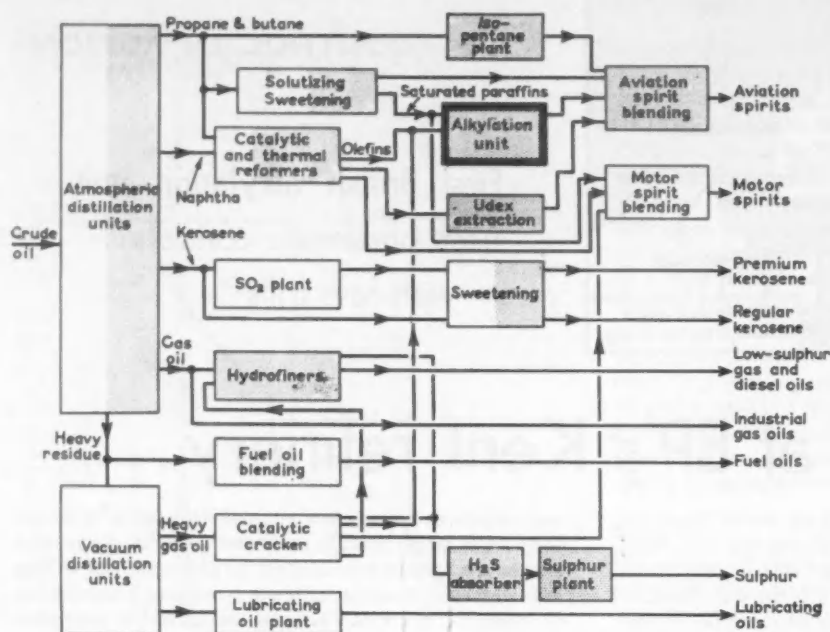 Propane & butane
Iso-
pentane
plant
Solutizing
Sweetening
Saturated paraffins
Aviation
spirit
blending
Aviation
spirits
Alkylation
unit
Catalytic
and thermal
reformers
Olefins
Atmospheric
distillation
units
Naphtha
Udex
extraction
Motor
spirit
blending
Motor
spirits
Crude
oil
Kerosene
SO₂ plant
Sweetening
Premium
kerosene
Regular
kerosene
Gas
oil
Hydrofiners.
Low-sulphur
gas and
diesel oils
Industrial
gas oils
Heavy
residue
Fuel oil
blending
Fuel oils
Vacuum
distillation
units
Heavy
gas oil
Catalytic
cracker
H₂S
absorber
Sulphur
plant
Sulphur
Lubricating
oil plant
Lubricating
oils